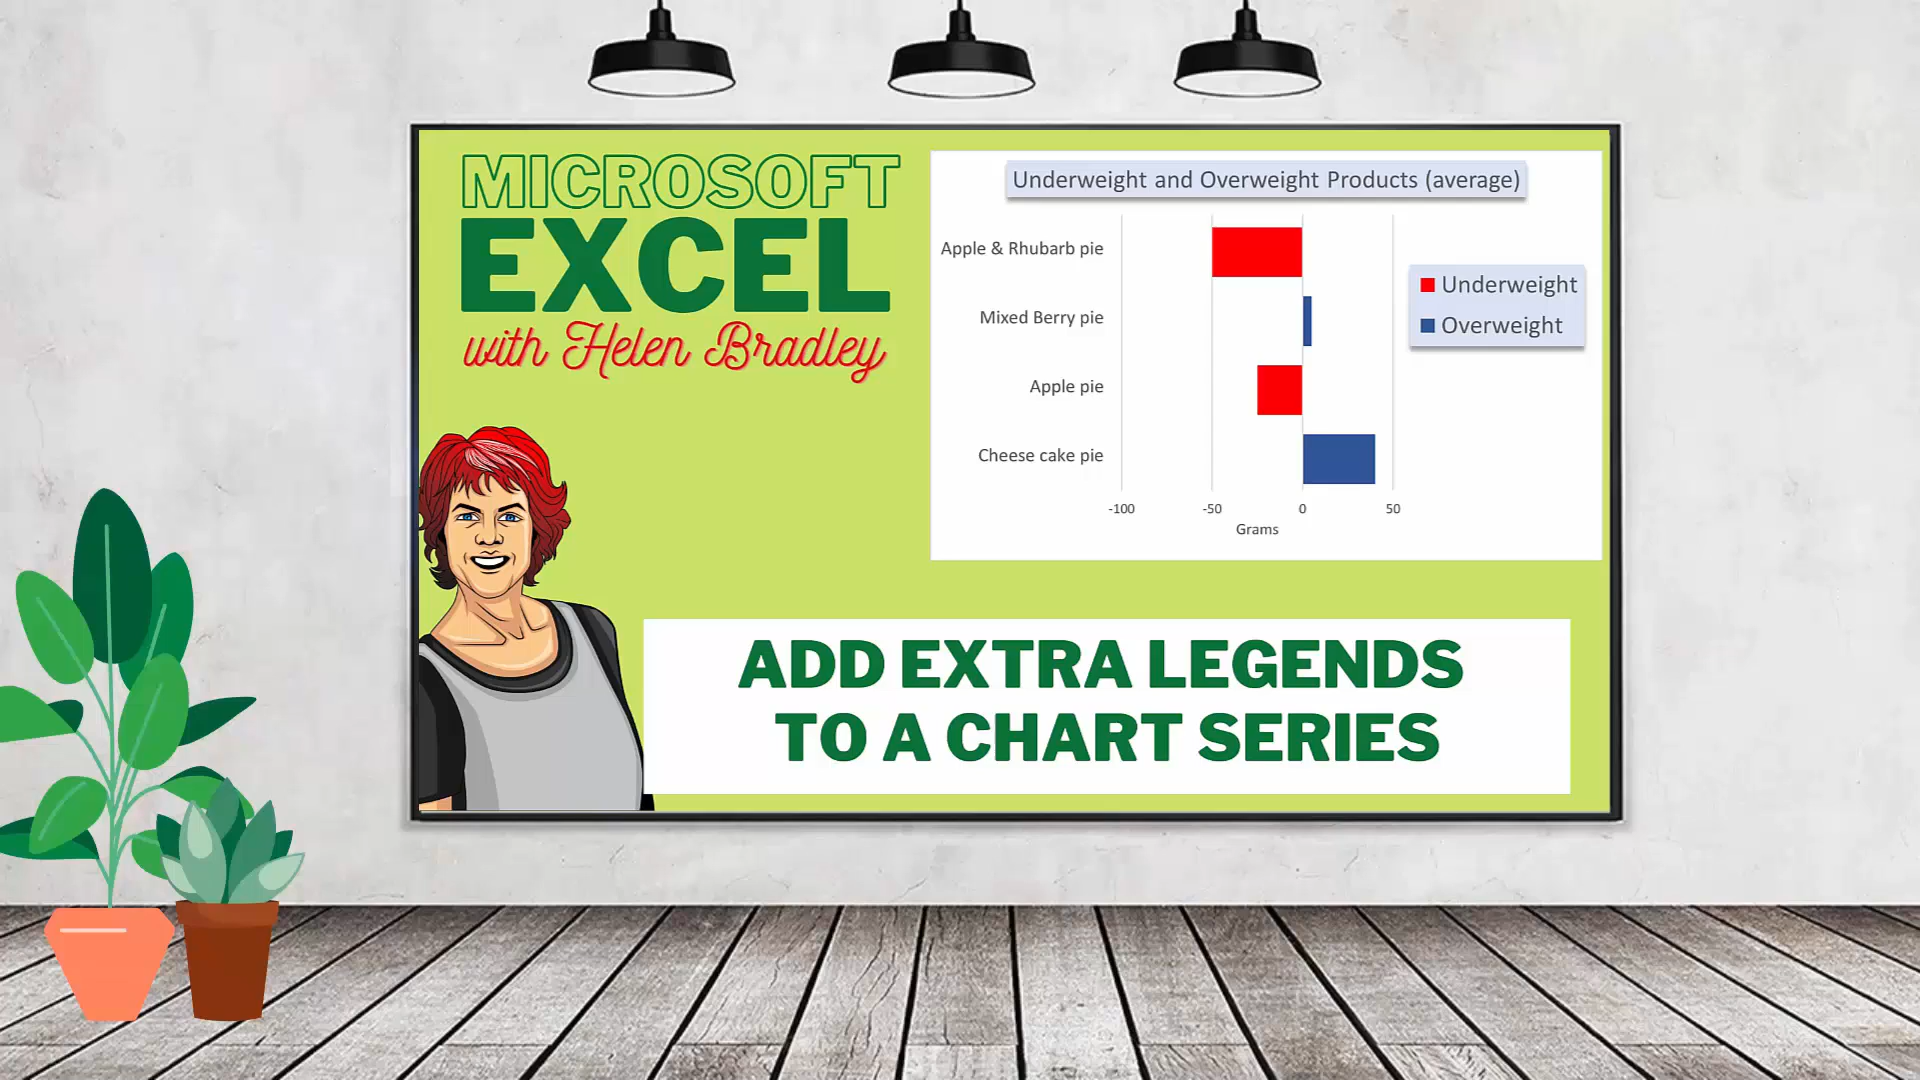 MICROSOFT
EXCEL
with Helen Bradley
Underweight and Overweight Products (average)
Apple & Rhubarb pie
Mixed Berry pie
Apple pie
Cheese cake pie
-100 -50 0 50
Grams
Underweight
Overweight
ADD EXTRA LEGENDS
TO A CHART SERIES